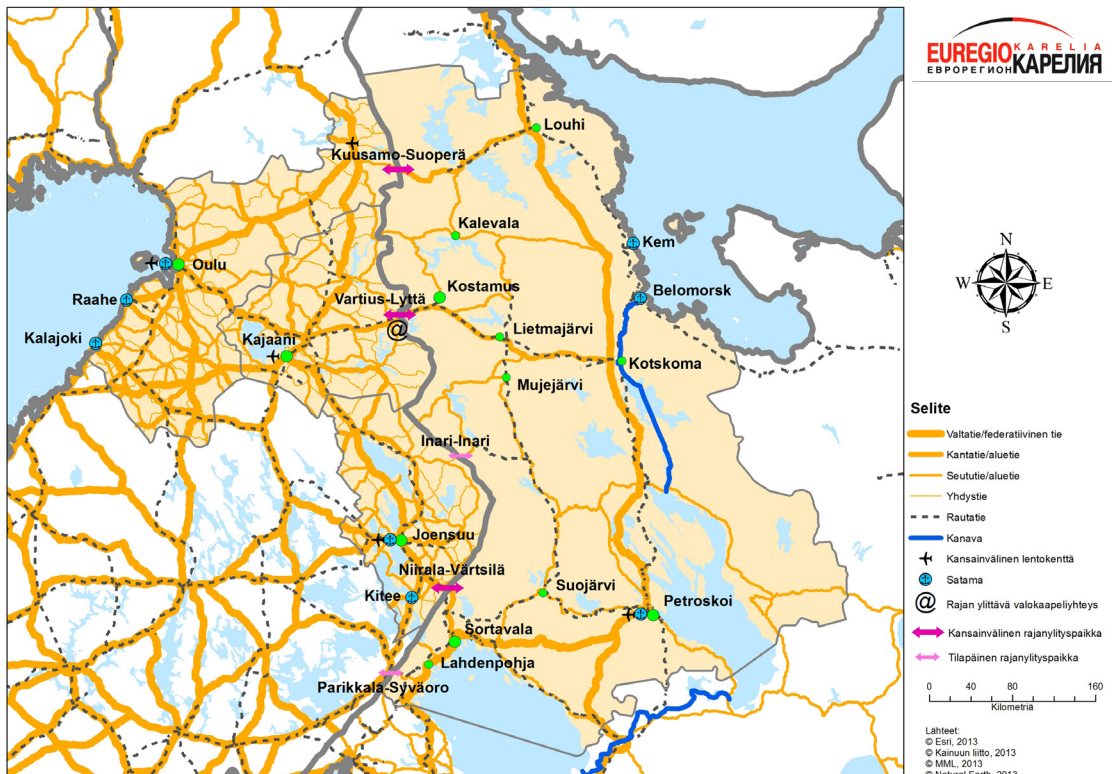 EUREGIO KARELIA
ЕВРОРЕГИОН КАРЕЛИЯ
Louhi
Kuusamo-Suoperä
Kalevala
Kem
Oulu
Raahe
Kostamus
Belomorsk
Vartius-Lyttä
Kalajoki
Kajaani
@
Lietmajärvi
Kotskoma
Mujejärvi
Inari-Inari
Joensuu
Niirala-Värtsilä
Kitee
Suojärvi
Petroskoi
Sortavala
Lahdenpohja
Parikkala-Syväoro
N
W E
S
Selite
Valtatie/federatiivinen tie
Kantatie/aluetie
Seututie/aluetie
Yhdystie
Rautatie
Kanava
Kansainvälinen lentokenttä
Satama
@ Rajan ylittävä valokaapeliyhteys
Kansainvälinen rajanylityspaikka
Tilapäinen rajanylityspaikka
0 40 80 160
Kilometriä
Lähteet:
© Esri, 2013
© Kainuun liitto, 2013
© MML, 2013
© Natural Earth, 2013